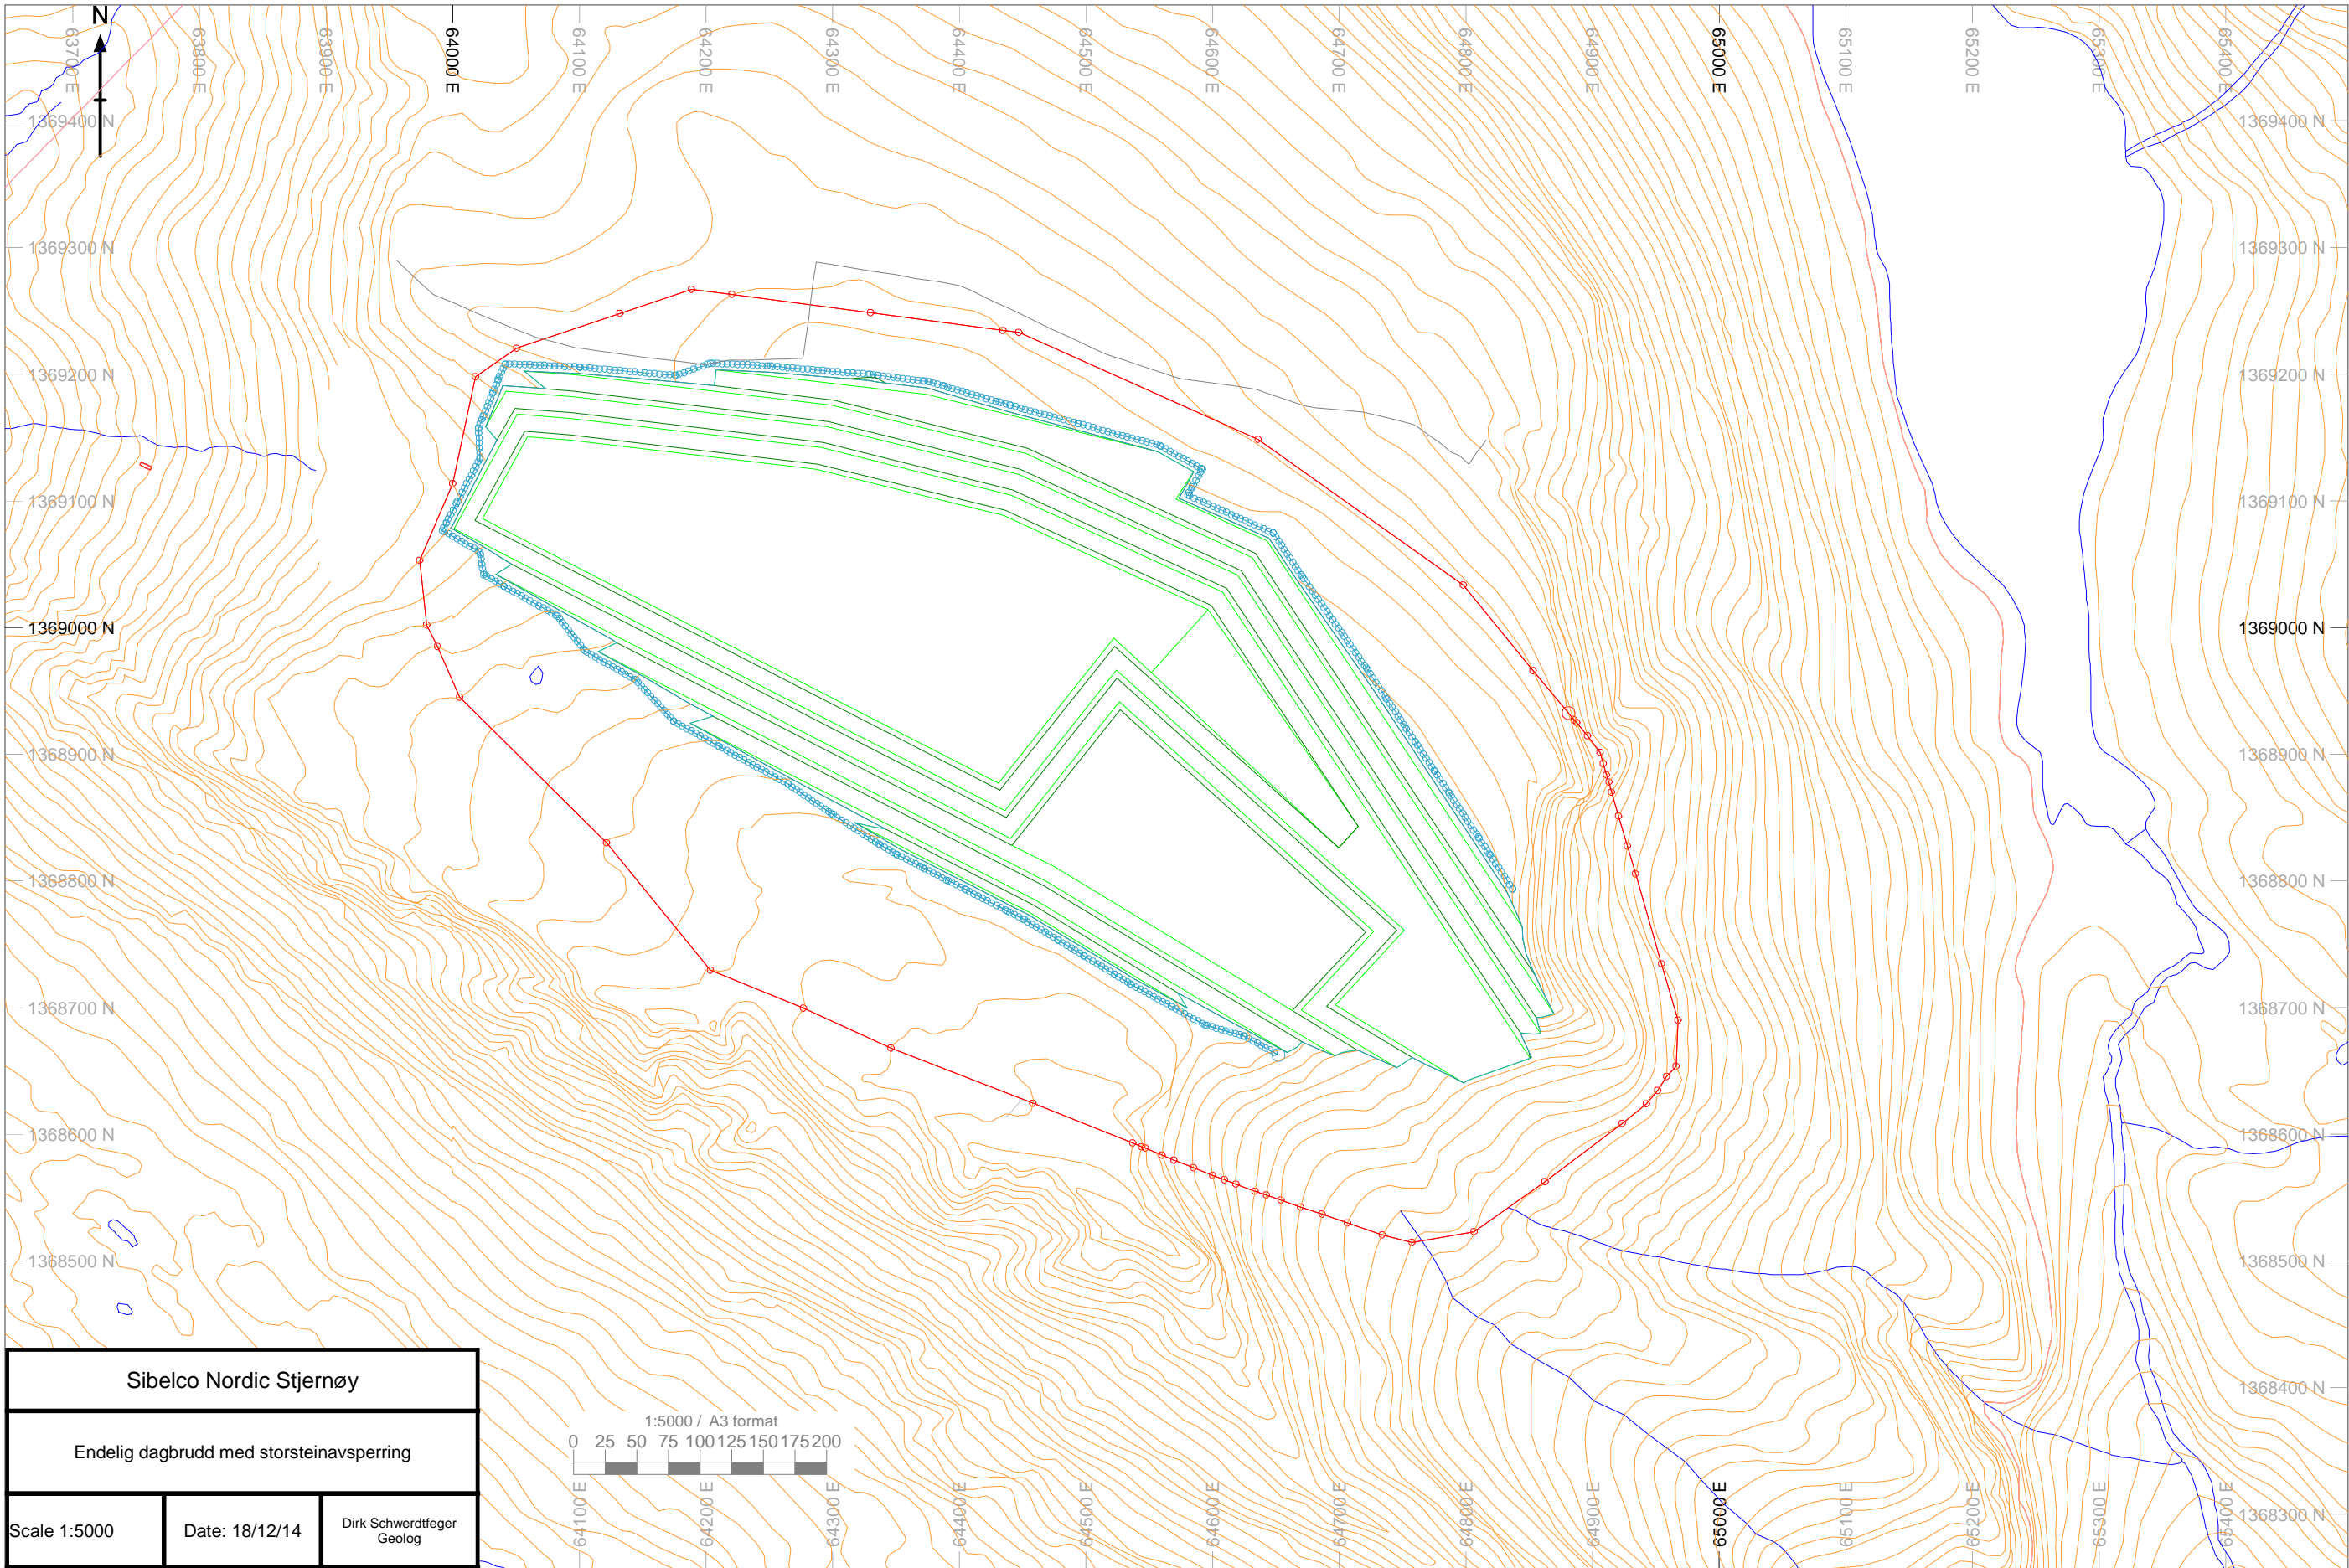 N
63700 E
63800 E
63900 E
64000 E
64100 E
64200 E
64300 E
64400 E
64500 E
64600 E
64700 E
64800 E
64900 E
65000 E
65100 E
65200 E
65300 E
65400 E
1369400 N
1369400 N
1369300 N
1369300 N
1369200 N
1369200 N
1369100 N
1369100 N
1369000 N
1369000 N
1368900 N
1368900 N
1368800 N
1368800 N
1368700 N
1368700 N
1368600 N
1368600 N
1368500 N
1368500 N
1368400 N
1368300 N
Sibelco Nordic Stjernøy
Endelig dagbrudd med storsteinavsperring
Scale 1:5000
Date: 18/12/14
Dirk Schwerdtfeger
Geolog
1:5000 / A3 format
0 25 50 75 100 125 150 175 200
64100 E
64200 E
64300 E
64400 E
64500 E
64600 E
64700 E
64800 E
64900 E
65000 E
65100 E
65200 E
65300 E
65400 E